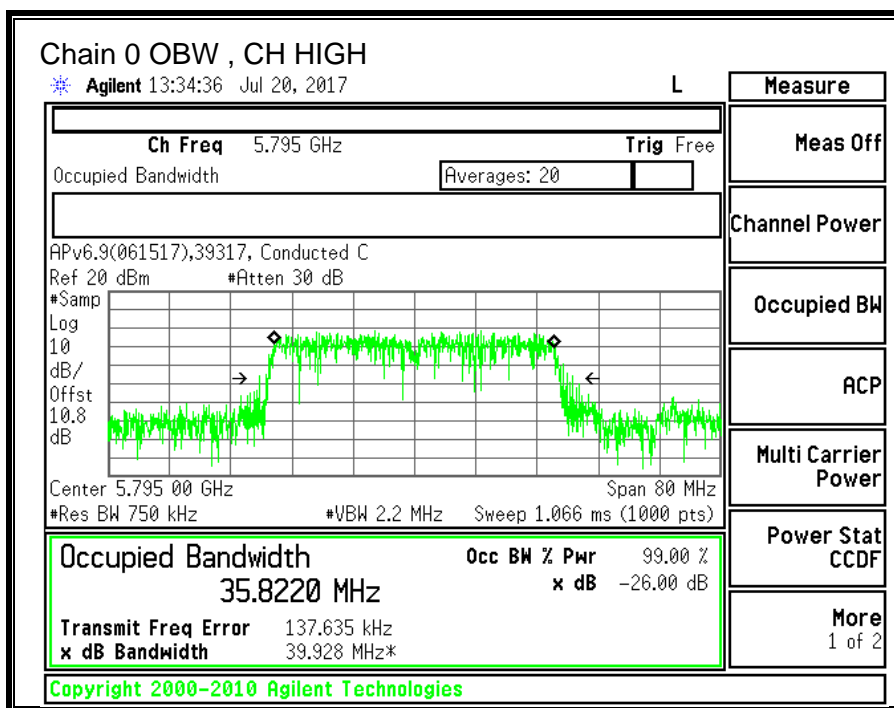 Chain 0 OBW , CH HIGH
Agilent 13:34:36 Jul 20, 2017 L
Ch Freq 5.795 GHz Trig Free
Occupied Bandwidth Averages: 20
APv6.9(061517),39317, Conducted C
Ref 20 dBm #Atten 30 dB
#Samp
Log
10
dB/
Offst
10.8
dB
Center 5.795 00 GHz Span 80 MHz
#Res BW 750 kHz #VBW 2.2 MHz Sweep 1.066 ms (1000 pts)
Occupied Bandwidth Occ BW % Pwr 99.00 %
35.8220 MHz x dB -26.00 dB
Transmit Freq Error 137.635 kHz
x dB Bandwidth 39.928 MHz*
Copyright 2000-2010 Agilent Technologies
Measure
Meas Off
Channel Power
Occupied BW
ACP
Multi Carrier
Power
Power Stat
CCDF
More
1 of 2